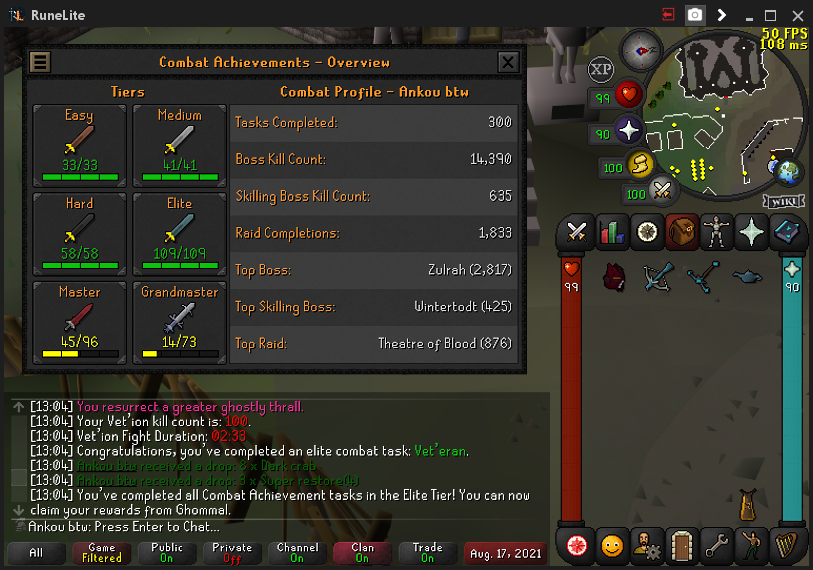 RuneLite
50 FPS
108 ms
Combat Achievements - Overview
Tiers
Combat Profile - Ankou btw
Easy
33/33
Medium
41/41
Hard
58/58
Elite
109/109
Master
45/96
Grandmaster
14/73
Tasks Completed: 300
Boss Kill Count: 14,390
Skilling Boss Kill Count: 635
Raid Completions: 1,833
Top Boss: Zulrah (2,817)
Top Skilling Boss: Wintertodt (425)
Top Raid: Theatre of Blood (876)
XP
99
90
100
100
WIKI
99
90
[13:04] You resurrect a greater ghostly thrall.
[13:04] Your Vet'ion kill count is: 100.
[13:04] Vet'ion Fight Duration: 02:33
[13:04] Congratulations, you've completed an elite combat task: Vet'eran.
[13:04] Ankou btw received a drop: 8 x Dark crab
[13:04] Ankou btw received a drop: 3 x Super restore(4)
[13:04] You've completed all Combat Achievement tasks in the Elite Tier! You can now
claim your rewards from Ghommal.
Ankou btw: Press Enter to Chat...
All
Game
Filtered
Public
On
Private
Off
Channel
On
Clan
On
Trade
On
Aug. 17, 2021